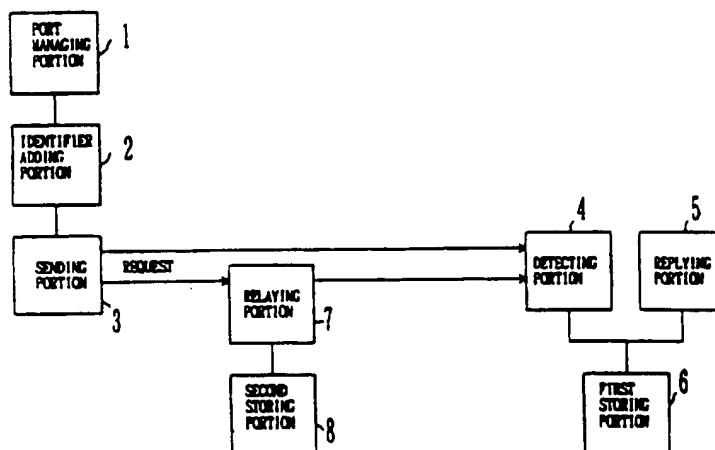 PORT
MANAGING
PORTION
1
IDENTIFIER
ADDING
PORTION
2
SENDING
PORTION
3
REQUEST
RELAYING
PORTION
7
SECOND
STORING
PORTION
8
4
DETECTING
PORTION
5
REPLYING
PORTION
FIRST
STORING
PORTION
6